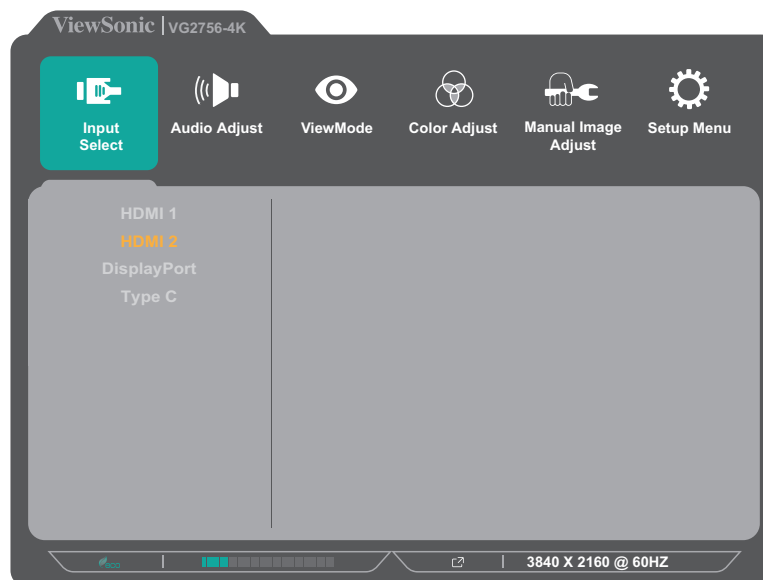 ViewSonic | VG2756-4K
Input Select
Audio Adjust
ViewMode
Color Adjust
Manual Image Adjust
Setup Menu
HDMI 1
HDMI 2
DisplayPort
Type C
eco
3840 X 2160 @ 60HZ